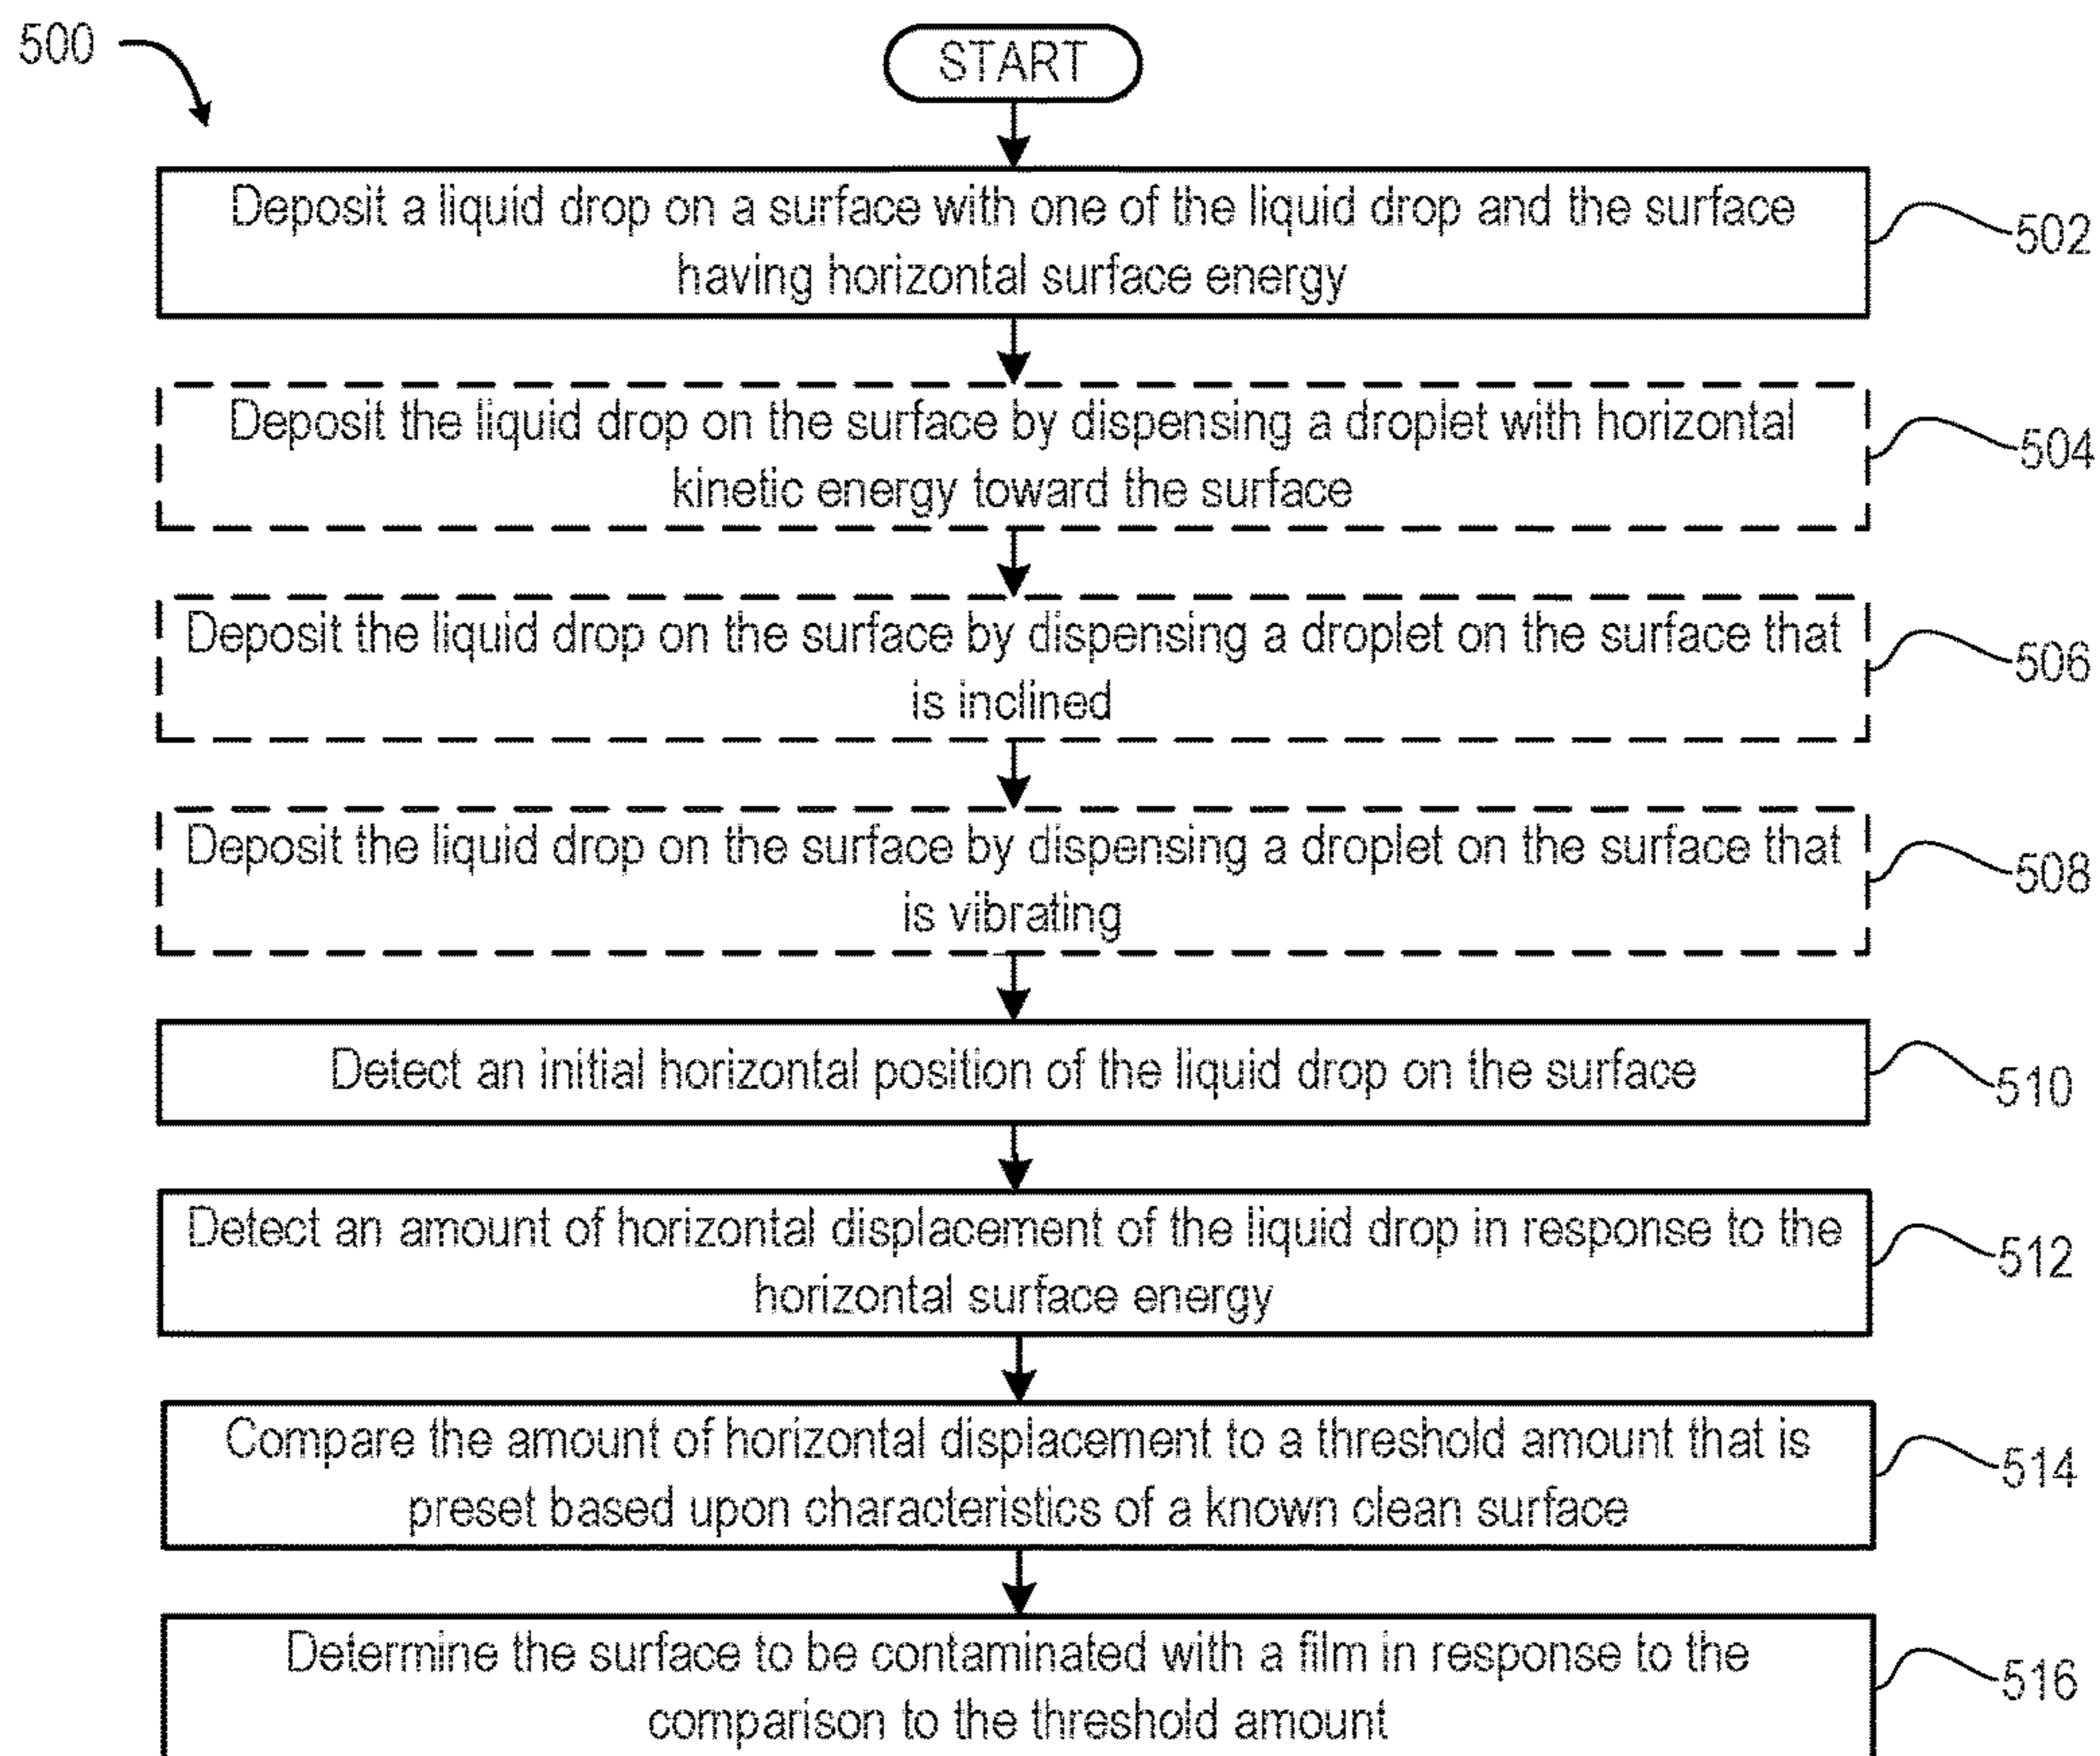 500
START
Deposit a liquid drop on a surface with one of the liquid drop and the surface
having horizontal surface energy
502
Deposit the liquid drop on the surface by dispensing a droplet with horizontal
kinetic energy toward the surface
504
Deposit the liquid drop on the surface by dispensing a droplet on the surface that
is inclined
506
Deposit the liquid drop on the surface by dispensing a droplet on the surface that
is vibrating
508
Detect an initial horizontal position of the liquid drop on the surface
510
Detect an amount of horizontal displacement of the liquid drop in response to the
horizontal surface energy
512
Compare the amount of horizontal displacement to a threshold amount that is
preset based upon characteristics of a known clean surface
514
Determine the surface to be contaminated with a film in response to the
comparison to the threshold amount
516